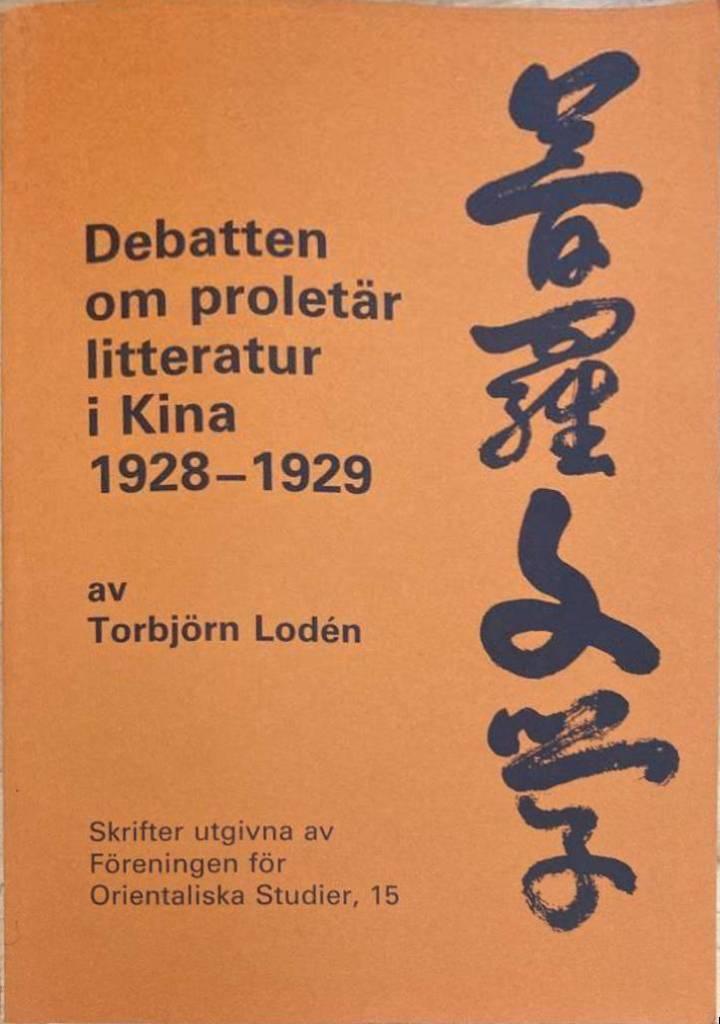 Debatten
om proletär
litteratur
i Kina
1928–1929
av
Torbjörn Lodén
Skrifter utgivna av
Föreningen för
Orientaliska Studier, 15
普羅文学